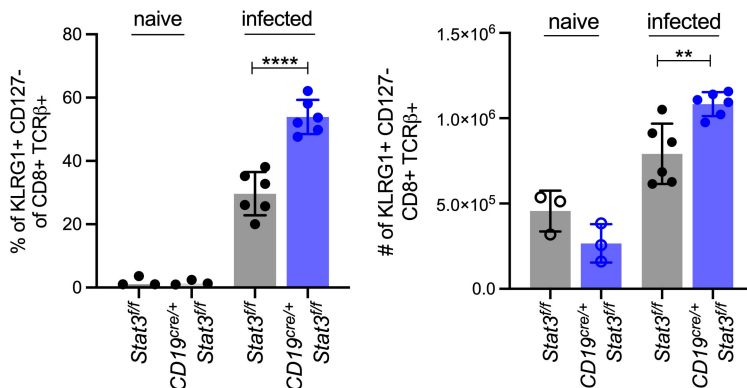 naive infected
****
% of KLRG1+ CD127-
of CD8+ TCRβ+
80
60
40
20
0
Stat3f/f
CD19cre/+
Stat3f/f
Stat3f/f
CD19cre/+
Stat3f/f
naive infected
**
# of KLRG1+ CD127-
CD8+ TCRβ+
1.5×10⁶
1.0×10⁶
5.0×10⁵
0.0
Stat3f/f
CD19cre/+
Stat3f/f
Stat3f/f
CD19cre/+
Stat3f/f